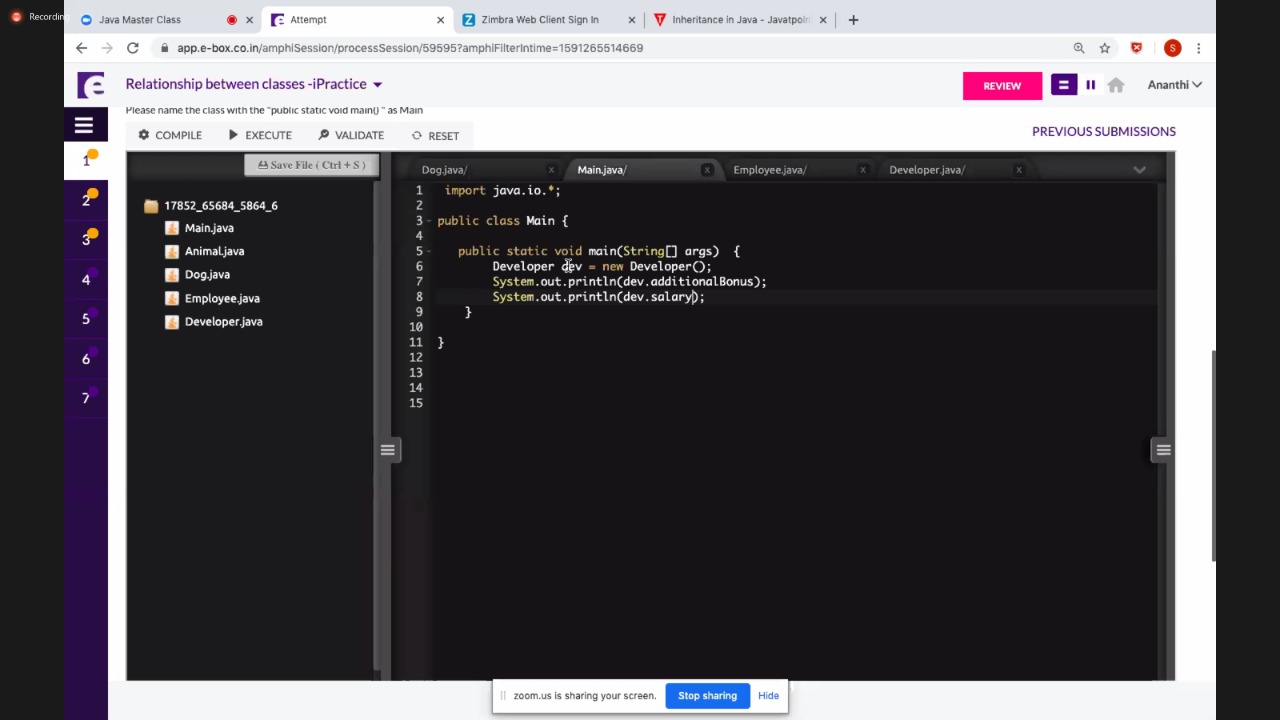 Recordin
Java Master Class
Attempt
Zimbra Web Client Sign In
Inheritance in Java - Javatpoin
app.e-box.co.in/amphiSession/processSession/59595?amphiFilterIntime=1591265514669
S
Relationship between classes -iPractice
REVIEW
Ananthi
Please name the class with the "public static void main() " as Main
COMPILE EXECUTE VALIDATE RESET
PREVIOUS SUBMISSIONS
1
2
3
4
5
6
7
Save File ( Ctrl + S )
17852_65684_5864_6
Main.java
Animal.java
Dog.java
Employee.java
Developer.java
Dog.java/ x Main.java/ x Employee.java/ x Developer.java/ x
1 import java.io.*;
2
3 public class Main {
4
5 public static void main(String[] args) {
6 Developer dev = new Developer();
7 System.out.println(dev.additionalBonus);
8 System.out.println(dev.salary);
9 }
10
11 }
12
13
14
15
zoom.us is sharing your screen. Stop sharing Hide